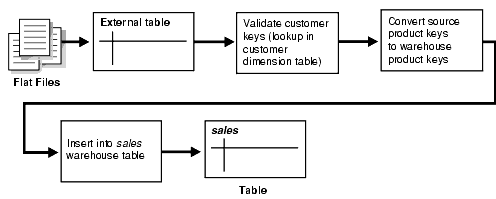 Flat Files
External table
Validate customer
keys (lookup in
customer
dimension table)
Convert source
product keys
to warehouse
product keys
Insert into sales
warehouse table
sales
Table